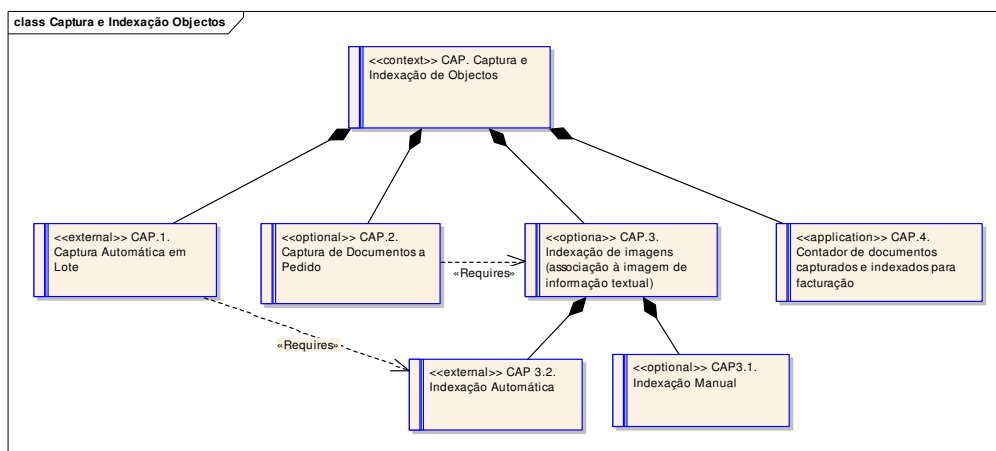 class Captura e Indexação Objectos
<<context>> CAP. Captura e
Indexação de Objectos
<<external>> CAP.1.
Captura Automática em
Lote
<<optional>> CAP.2.
Captura de Documentos a
Pedido
<<optiona>> CAP.3.
Indexação de imagens
(associação à imagem de
informação textual)
<<application>> CAP.4.
Contador de documentos
capturados e indexados para
facturação
«Requires»
«Requires»
<<external>> CAP 3.2.
Indexação Automática
<<optional>> CAP3.1.
Indexação Manual